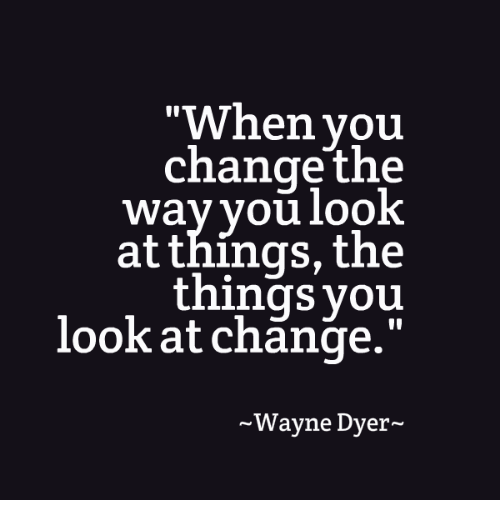 "When you
change the
way you look
at things, the
things you
look at change."
~Wayne Dyer~